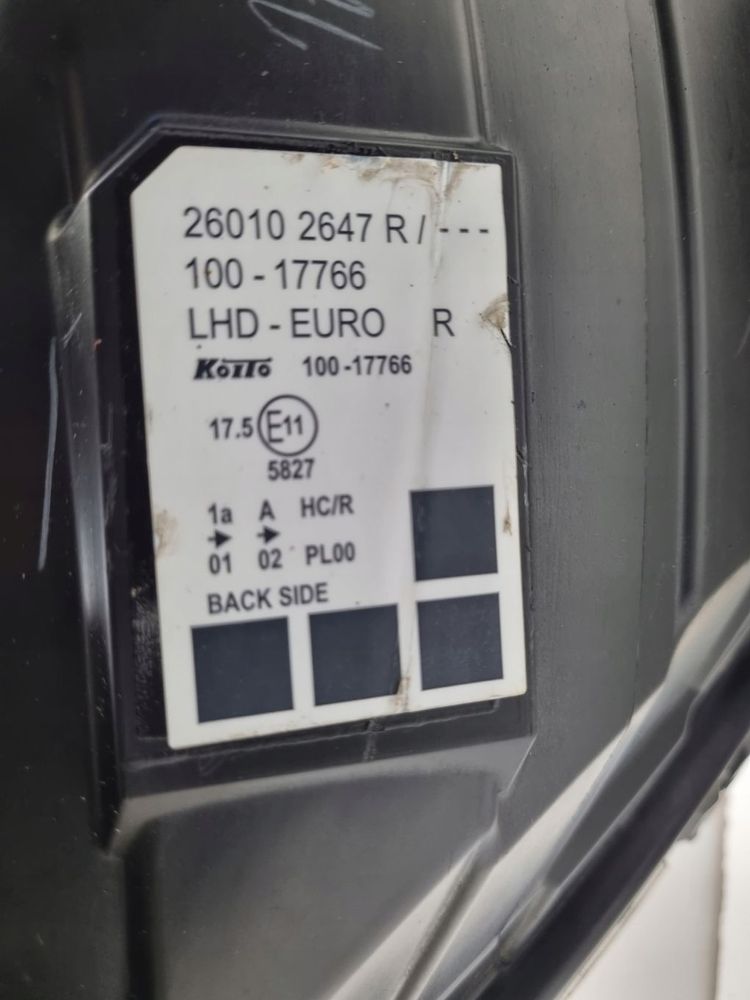 26010 2647 R / - - -
100 - 17766
LHD - EURO R
KOITO 100 -17766
17.5 E11
5827
1a A HC/R
01 02 PL00
BACK SIDE